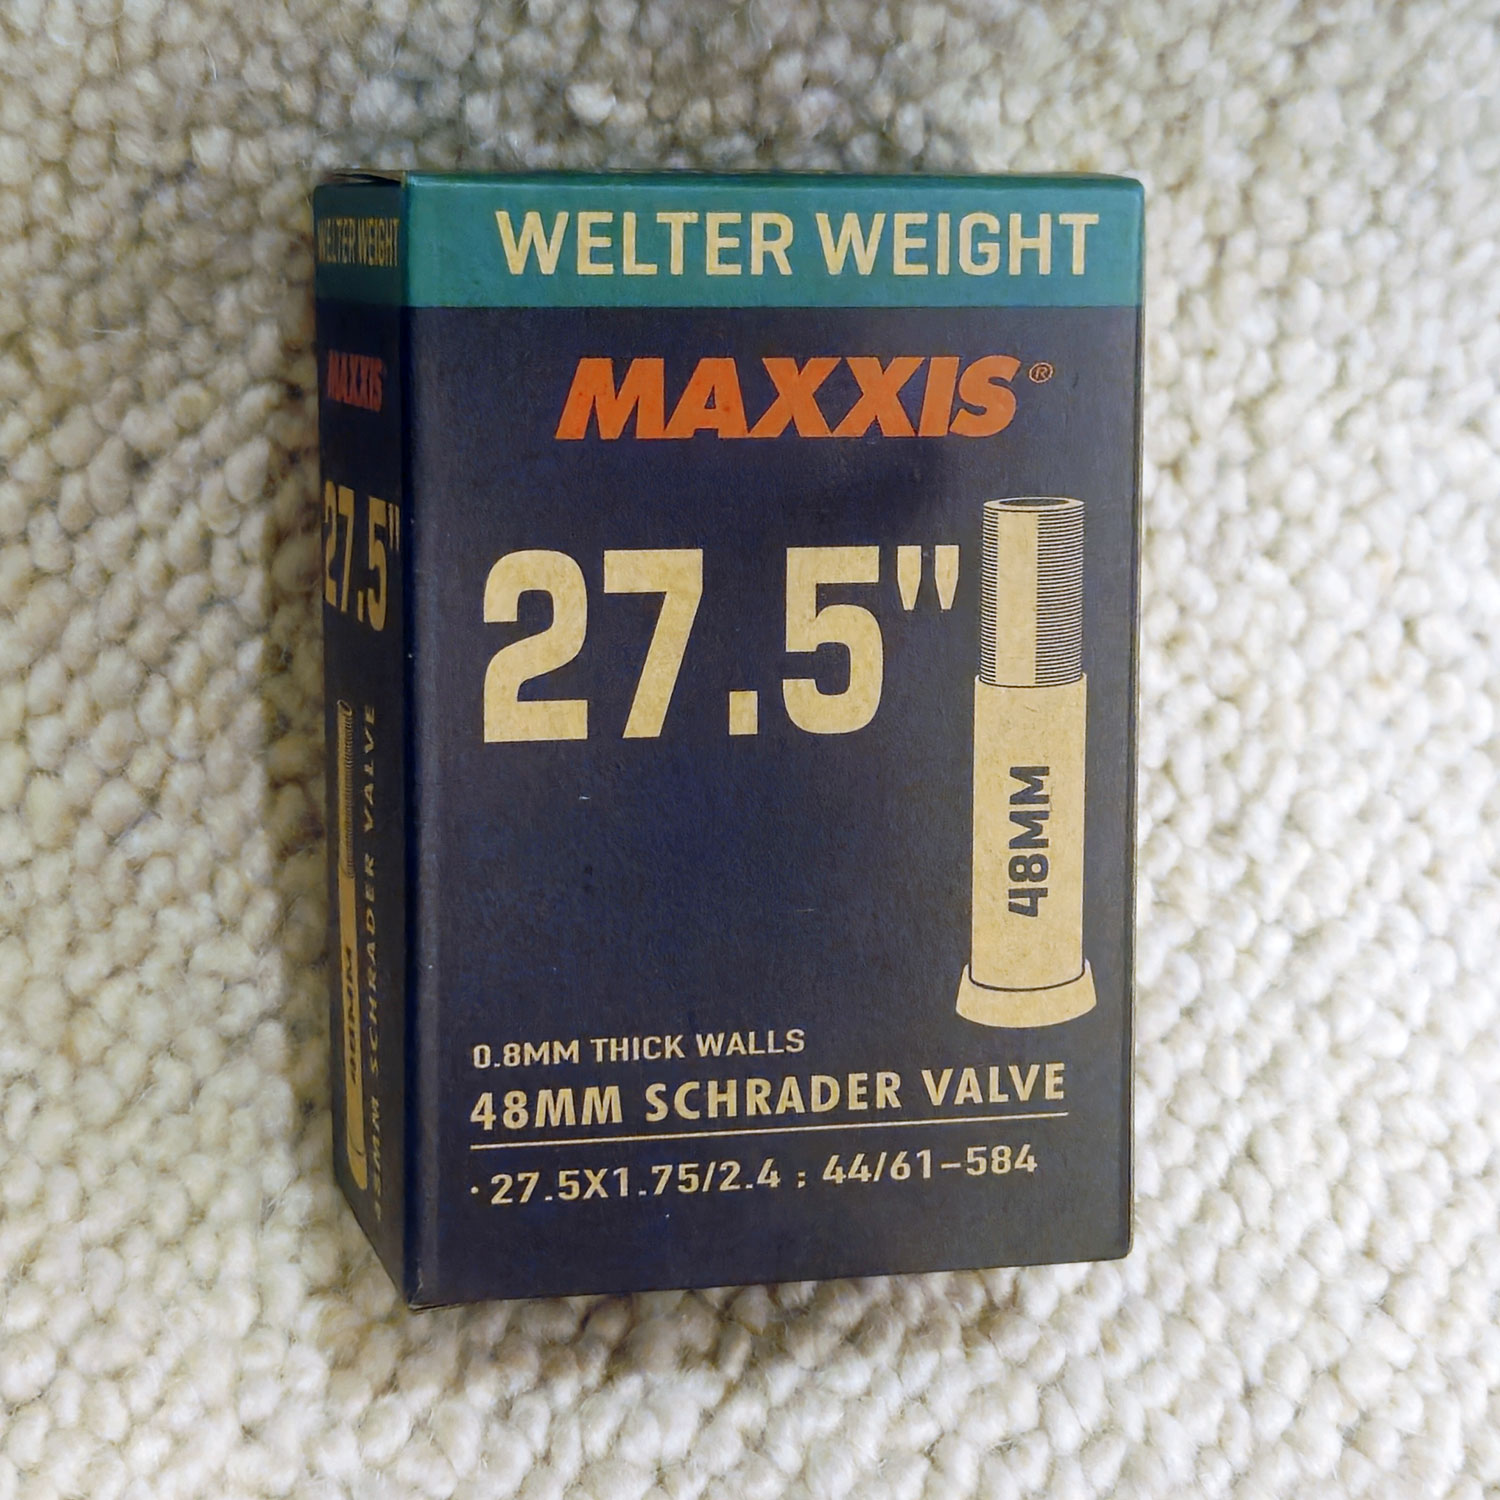 WELTER WEIGHT
MAXXIS®
27.5"
48MM
0.8MM THICK WALLS
48MM SCHRADER VALVE
·27.5X1.75/2.4 ; 44/61-584
WELTER WEIGHT
MAXXIS
27.5"
48MM
48MM SCHRADER VALVE